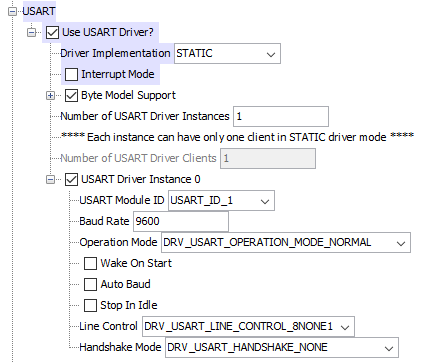 USART
Use USART Driver?
Driver Implementation STATIC
Interrupt Mode
Byte Model Support
Number of USART Driver Instances 1
**** Each instance can have only one client in STATIC driver mode ****
Number of USART Driver Clients 1
USART Driver Instance 0
USART Module ID USART_ID_1
Baud Rate 9600
Operation Mode DRV_USART_OPERATION_MODE_NORMAL
Wake On Start
Auto Baud
Stop In Idle
Line Control DRV_USART_LINE_CONTROL_8NONE1
Handshake Mode DRV_USART_HANDSHAKE_NONE